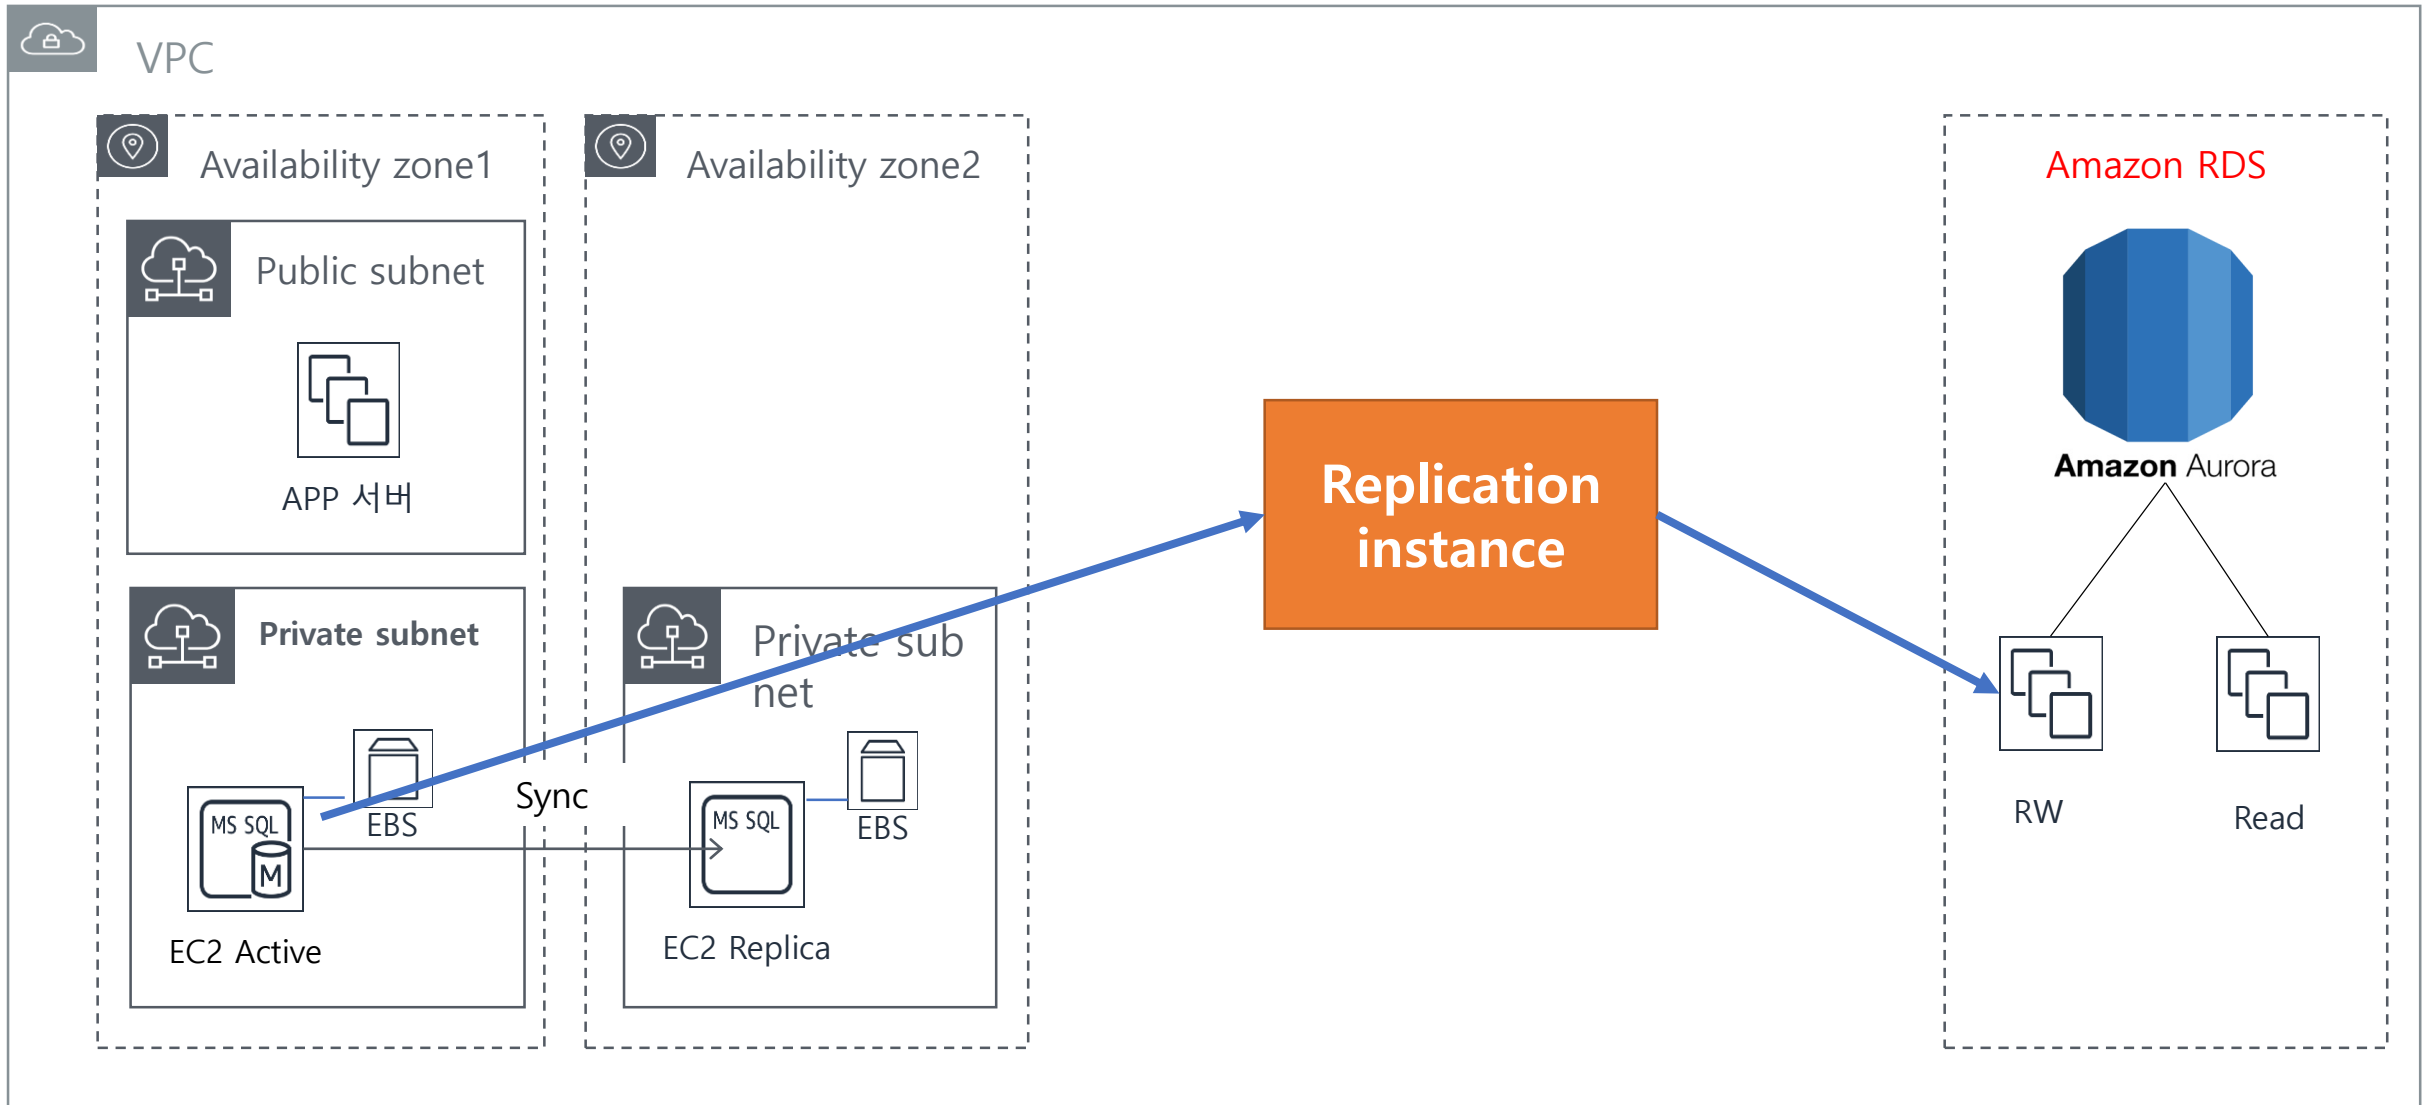 VPC
Availability zone1
Availability zone2
Amazon RDS
Public subnet
APP 서버
Amazon Aurora
Replication
instance
Private subnet
Private sub
net
MS SQL
M
EBS
Sync
MS SQL
EBS
RW
Read
EC2 Active
EC2 Replica